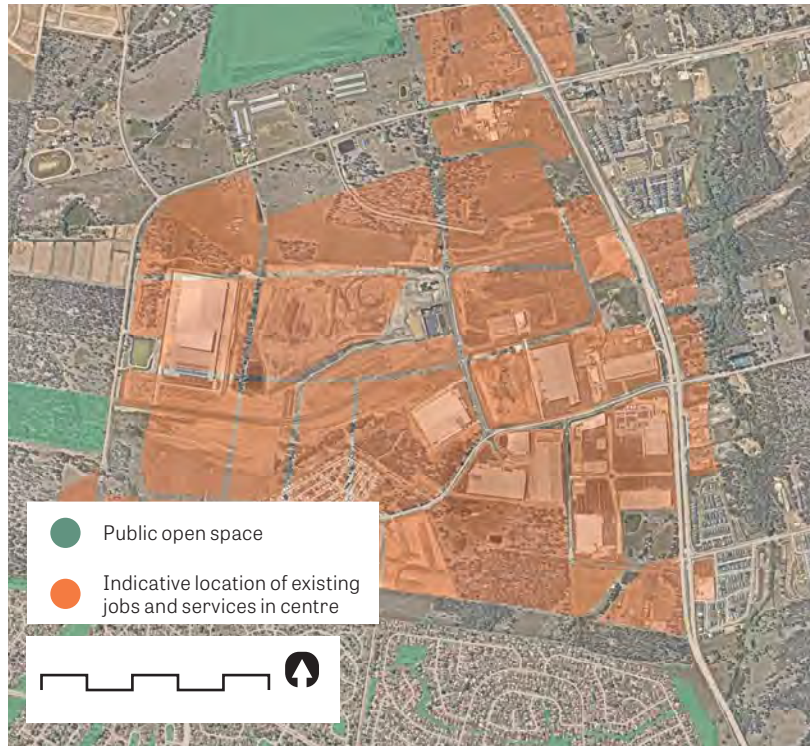 Public open space
Indicative location of existing
jobs and services in centre